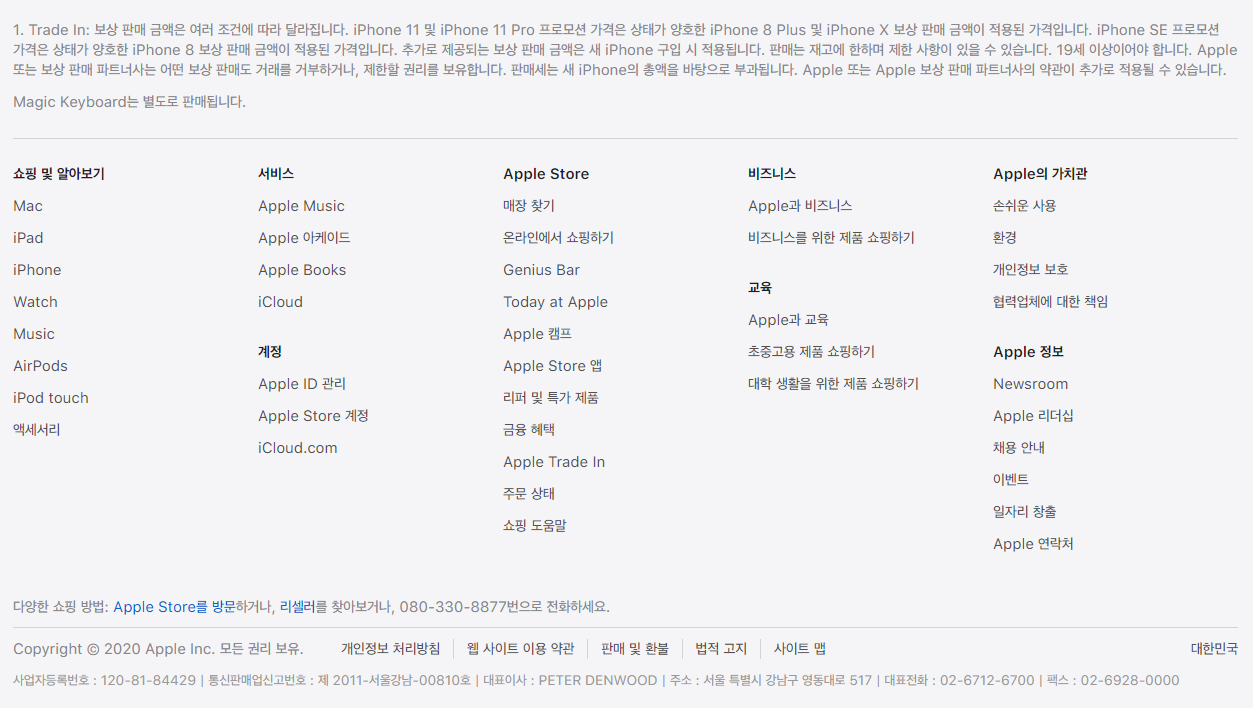 1. Trade In: 보상 판매 금액은 여러 조건에 따라 달라집니다. iPhone 11 및 iPhone 11 Pro 프로모션 가격은 상태가 양호한 iPhone 8 Plus 및 iPhone X 보상 판매 금액이 적용된 가격입니다. iPhone SE 프로모션
가격은 상태가 양호한 iPhone 8 보상 판매 금액이 적용된 가격입니다. 추가로 제공되는 보상 판매 금액은 새 iPhone 구입 시 적용됩니다. 판매는 재고에 한하며 제한 사항이 있을 수 있습니다. 19세 이상이어야 합니다. Apple
또는 보상 판매 파트너사는 어떤 보상 판매도 거래를 거부하거나, 제한할 권리를 보유합니다. 판매세는 새 iPhone의 총액을 바탕으로 부과됩니다. Apple 또는 Apple 보상 판매 파트너사의 약관이 추가로 적용될 수 있습니다.
Magic Keyboard는 별도로 판매됩니다.
쇼핑 및 알아보기
Mac
iPad
iPhone
Watch
Music
AirPods
iPod touch
액세서리
서비스
Apple Music
Apple 아케이드
Apple Books
iCloud
계정
Apple ID 관리
Apple Store 계정
iCloud.com
Apple Store
매장 찾기
온라인에서 쇼핑하기
Genius Bar
Today at Apple
Apple 캠프
Apple Store 앱
리퍼 및 특가 제품
금융 혜택
Apple Trade In
주문 상태
쇼핑 도움말
비즈니스
Apple과 비즈니스
비즈니스를 위한 제품 쇼핑하기
교육
Apple과 교육
초중고용 제품 쇼핑하기
대학 생활을 위한 제품 쇼핑하기
Apple의 가치관
손쉬운 사용
환경
개인정보 보호
협력업체에 대한 책임
Apple 정보
Newsroom
Apple 리더십
채용 안내
이벤트
일자리 창출
Apple 연락처
다양한 쇼핑 방법: Apple Store를 방문하거나, 리셀러를 찾아보거나, 080-330-8877번으로 전화하세요.
Copyright © 2020 Apple Inc. 모든 권리 보유. 개인정보 처리방침 | 웹 사이트 이용 약관 | 판매 및 환불 | 법적 고지 | 사이트 맵 대한민국
사업자등록번호 : 120-81-84429 | 통신판매업신고번호 : 제 2011-서울강남-00810호 | 대표이사 : PETER DENWOOD | 주소 : 서울 특별시 강남구 영동대로 517 | 대표전화 : 02-6712-6700 | 팩스 : 02-6928-0000